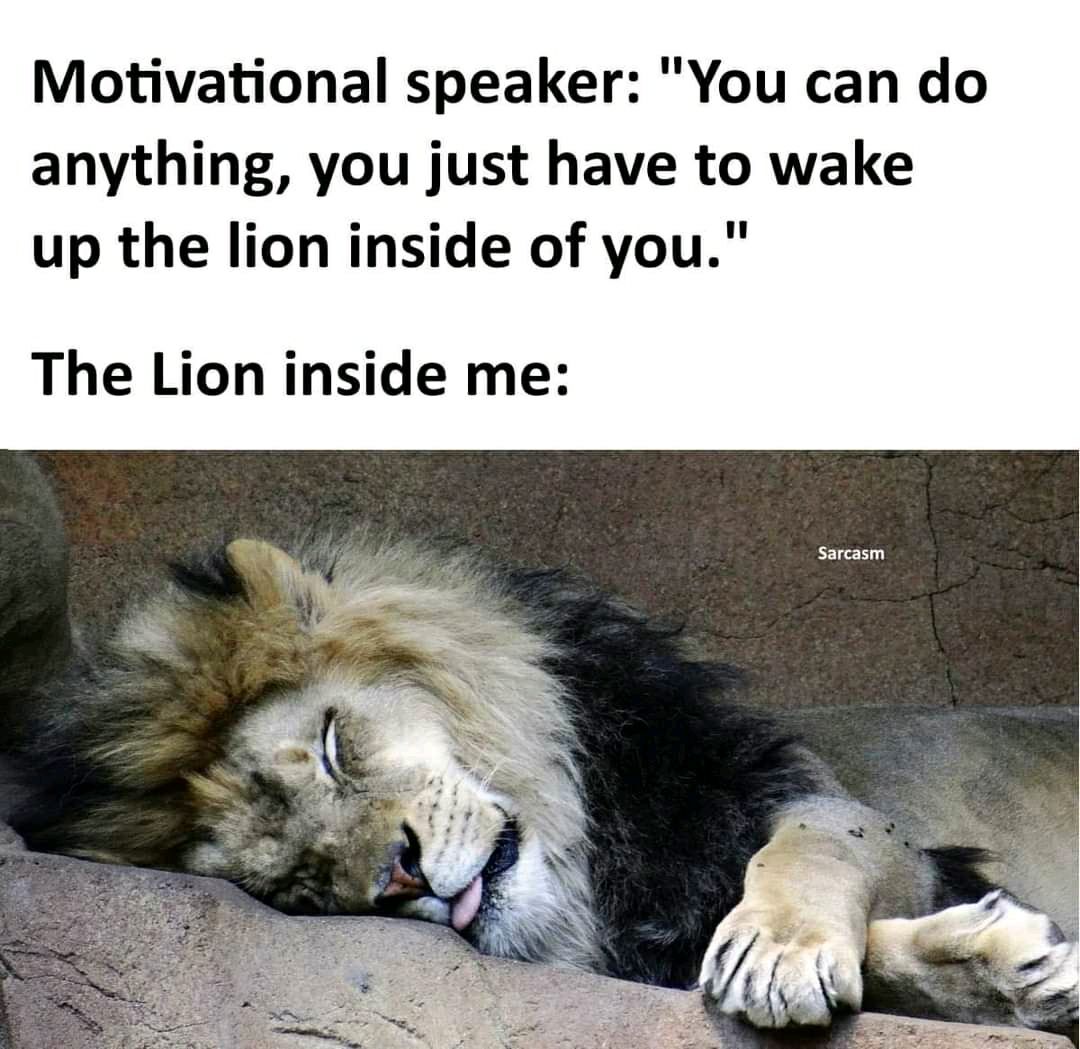 Motivational speaker: "You can do
anything, you just have to wake
up the lion inside of you."
The Lion inside me:
Sarcasm